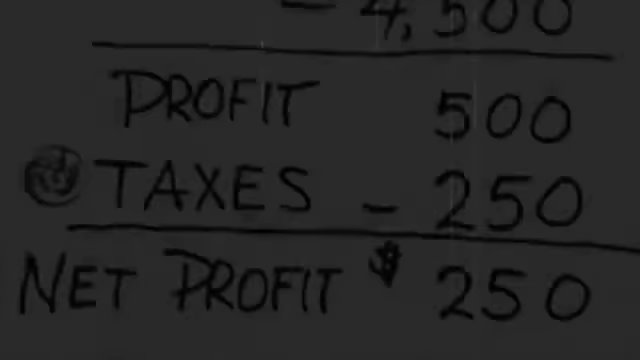 - 4,500
PROFIT 500
TAXES - 250
NET PROFIT $ 250